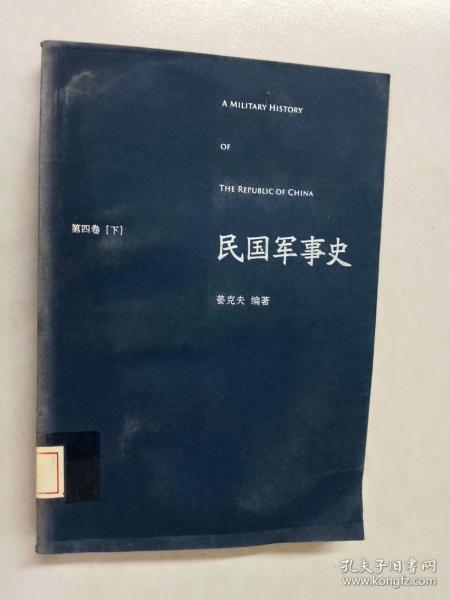 A MILITARY HISTORY
OF
THE REPUBLIC OF CHINA
第四卷[下]
民国军事史
姜克夫 编著
孔夫子旧书网
www.kongfz.com